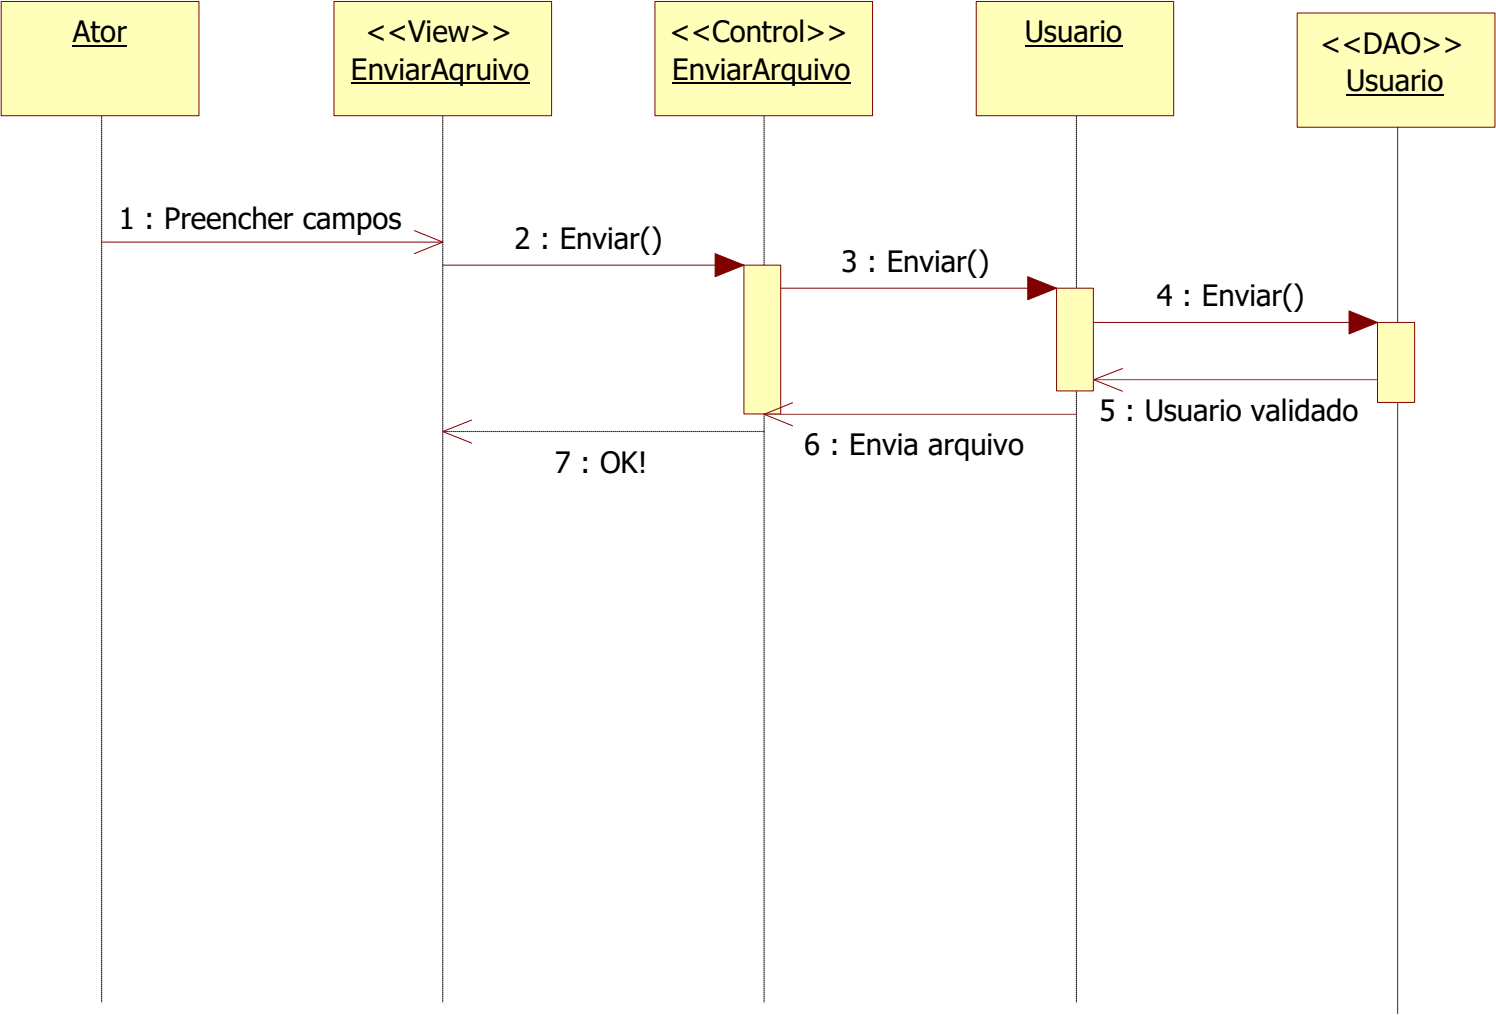 Ator
<<View>>
EnviarAqruivo
<<Control>>
EnviarArquivo
Usuario
<<DAO>>
Usuario
1 : Preencher campos
2 : Enviar()
3 : Enviar()
4 : Enviar()
5 : Usuario validado
6 : Envia arquivo
7 : OK!